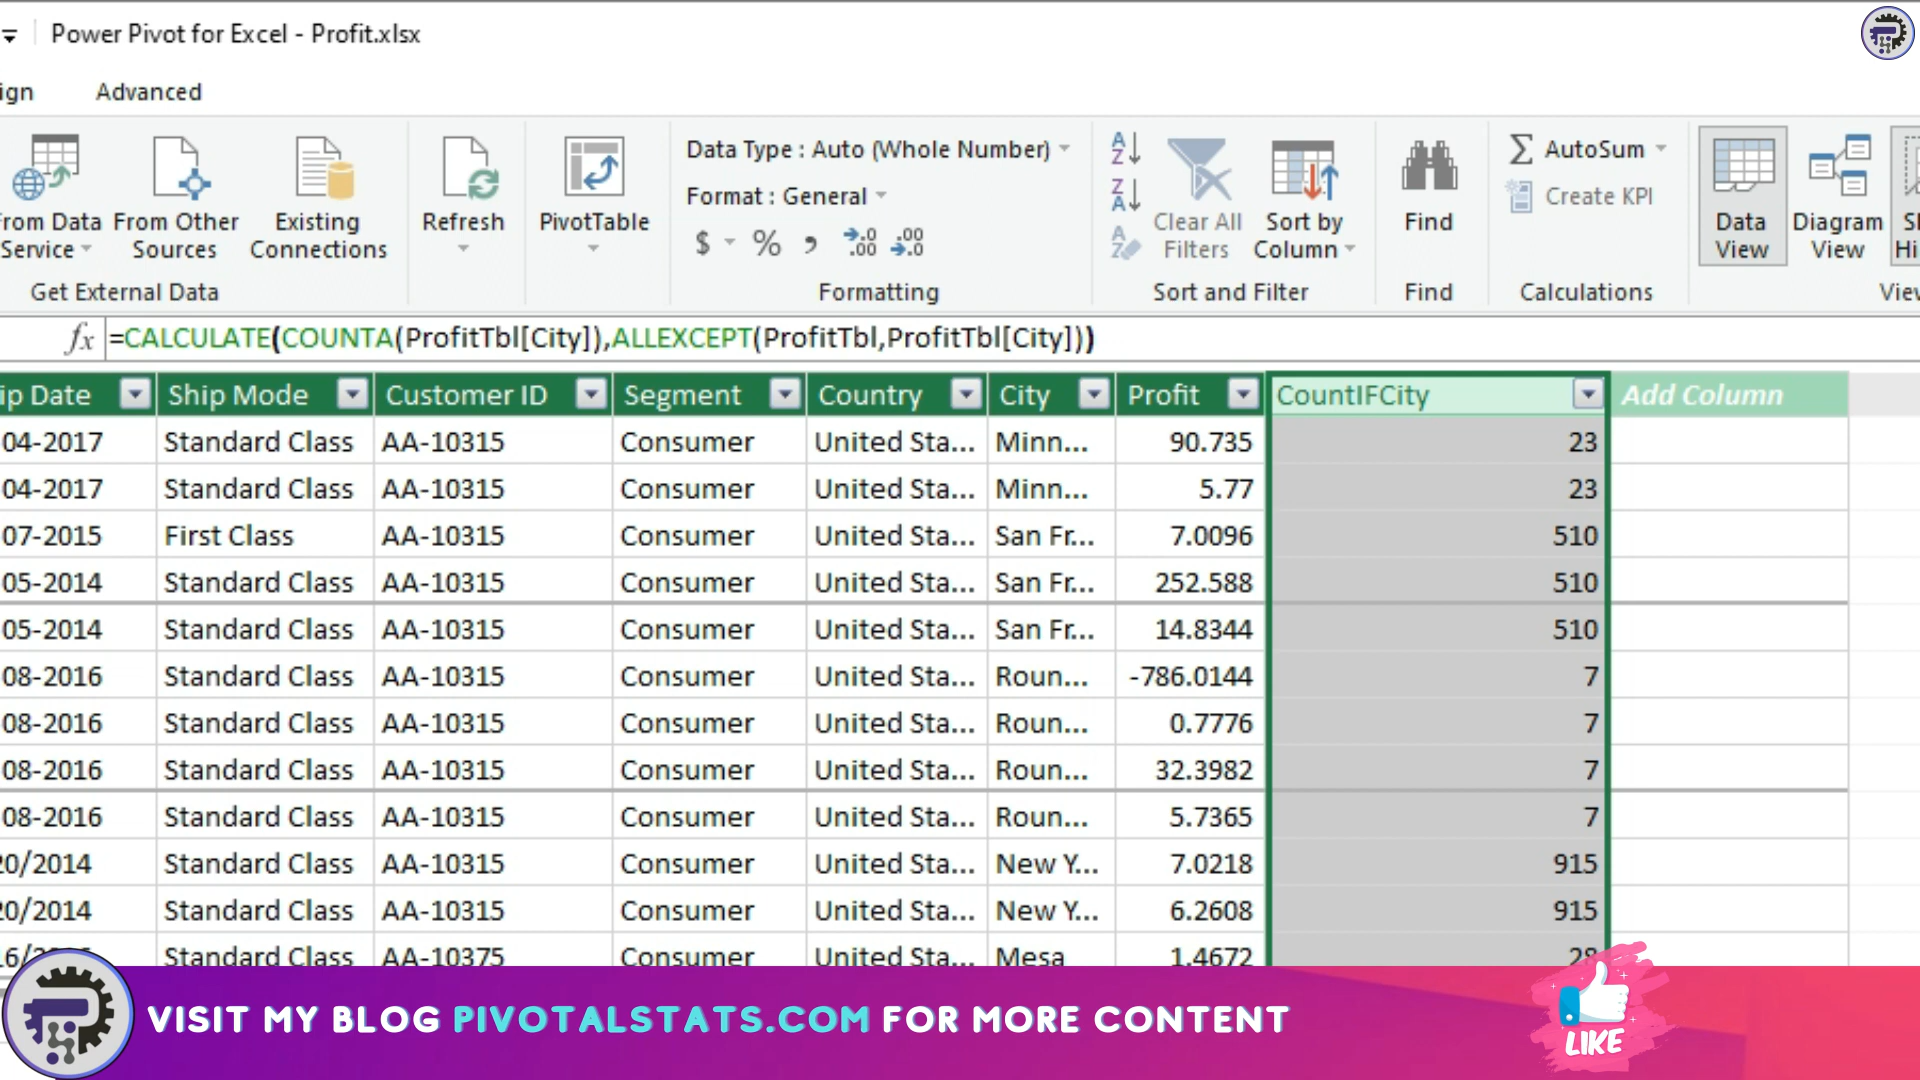 Power Pivot for Excel - Profit.xlsx
ign Advanced
From Data Service
From Other Sources
Existing Connections
Get External Data
Refresh
PivotTable
Data Type : Auto (Whole Number)
Format : General
$ % , .0 .00 .00 .0
Formatting
A Z
Z A
A Z
Clear All Filters
Sort by Column
Sort and Filter
Find
Find
AutoSum
Create KPI
Calculations
Data View
Diagram View
fx =CALCULATE(COUNTA(ProfitTbl[City]),ALLEXCEPT(ProfitTbl,ProfitTbl[City]))
ip Date Ship Mode Customer ID Segment Country City Profit CountIFCity Add Column
04-2017 Standard Class AA-10315 Consumer United Sta... Minn... 90.735 23
04-2017 Standard Class AA-10315 Consumer United Sta... Minn... 5.77 23
07-2015 First Class AA-10315 Consumer United Sta... San Fr... 7.0096 510
05-2014 Standard Class AA-10315 Consumer United Sta... San Fr... 252.588 510
05-2014 Standard Class AA-10315 Consumer United Sta... San Fr... 14.8344 510
08-2016 Standard Class AA-10315 Consumer United Sta... Roun... -786.0144 7
08-2016 Standard Class AA-10315 Consumer United Sta... Roun... 0.7776 7
08-2016 Standard Class AA-10315 Consumer United Sta... Roun... 32.3982 7
08-2016 Standard Class AA-10315 Consumer United Sta... Roun... 5.7365 7
20/2014 Standard Class AA-10315 Consumer United Sta... New Y... 7.0218 915
20/2014 Standard Class AA-10315 Consumer United Sta... New Y... 6.2608 915
Standard Class AA-10375 Consumer United Sta... Mesa 1.4672
VISIT MY BLOG PIVOTALSTATS.COM FOR MORE CONTENT
LIKE